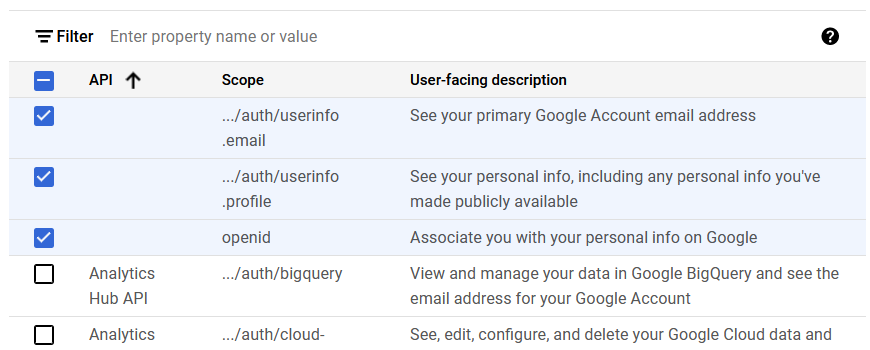 Filter Enter property name or value
API Scope User-facing description
.../auth/userinfo See your primary Google Account email address
.email
.../auth/userinfo See your personal info, including any personal info you've
.profile made publicly available
openid Associate you with your personal info on Google
Analytics .../auth/bigquery View and manage your data in Google BigQuery and see the
Hub API email address for your Google Account
Analytics .../auth/cloud- See, edit, configure, and delete your Google Cloud data and